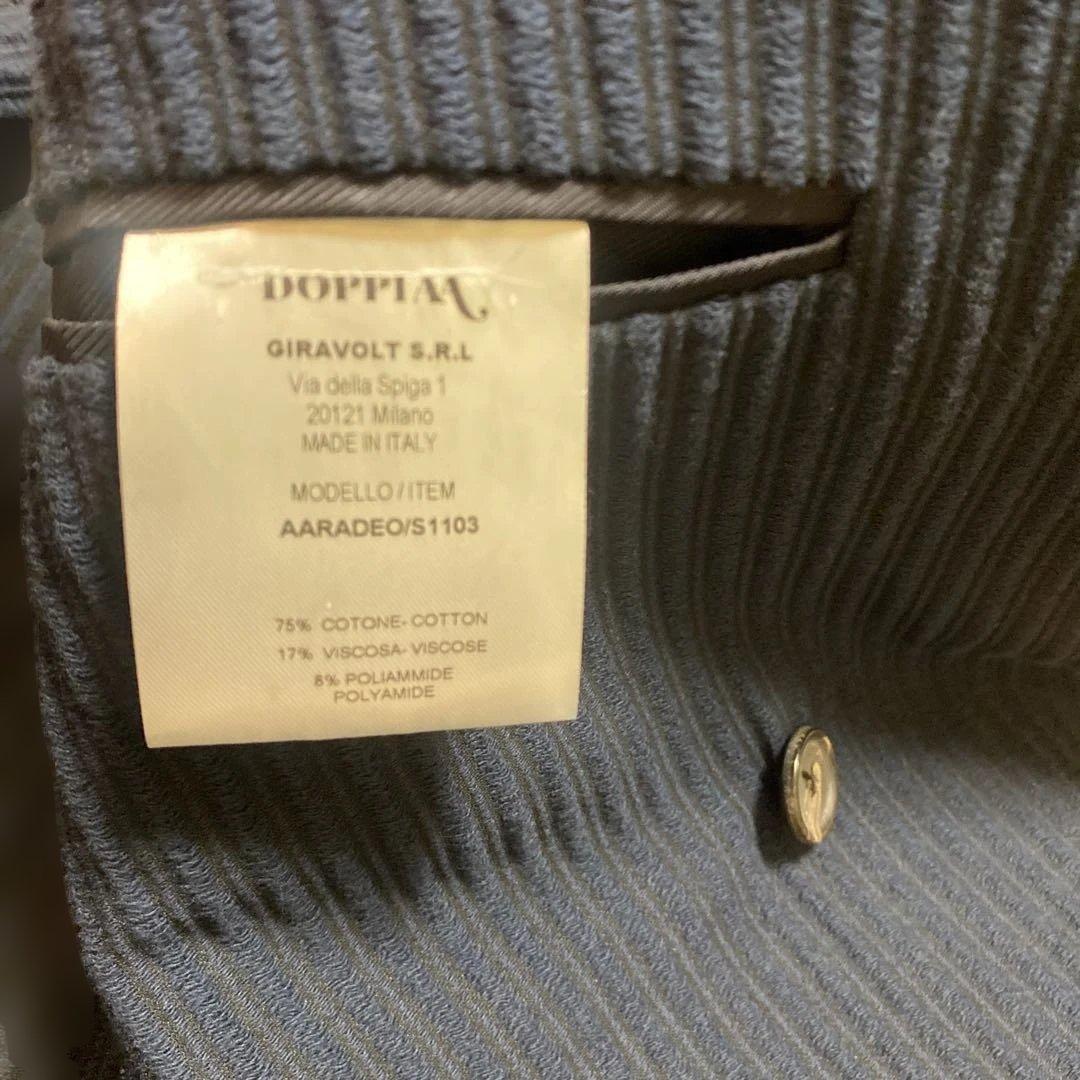 DOPPIAA
GIRAVOLT S.R.L
Via della Spiga 1
20121 Milano
MADE IN ITALY
MODELLO/ITEM
AARADEO/S1103
75% COTONE-COTTON
17% VISCOSA-VISCOSE
8% POLIAMMIDE
POLYAMIDE